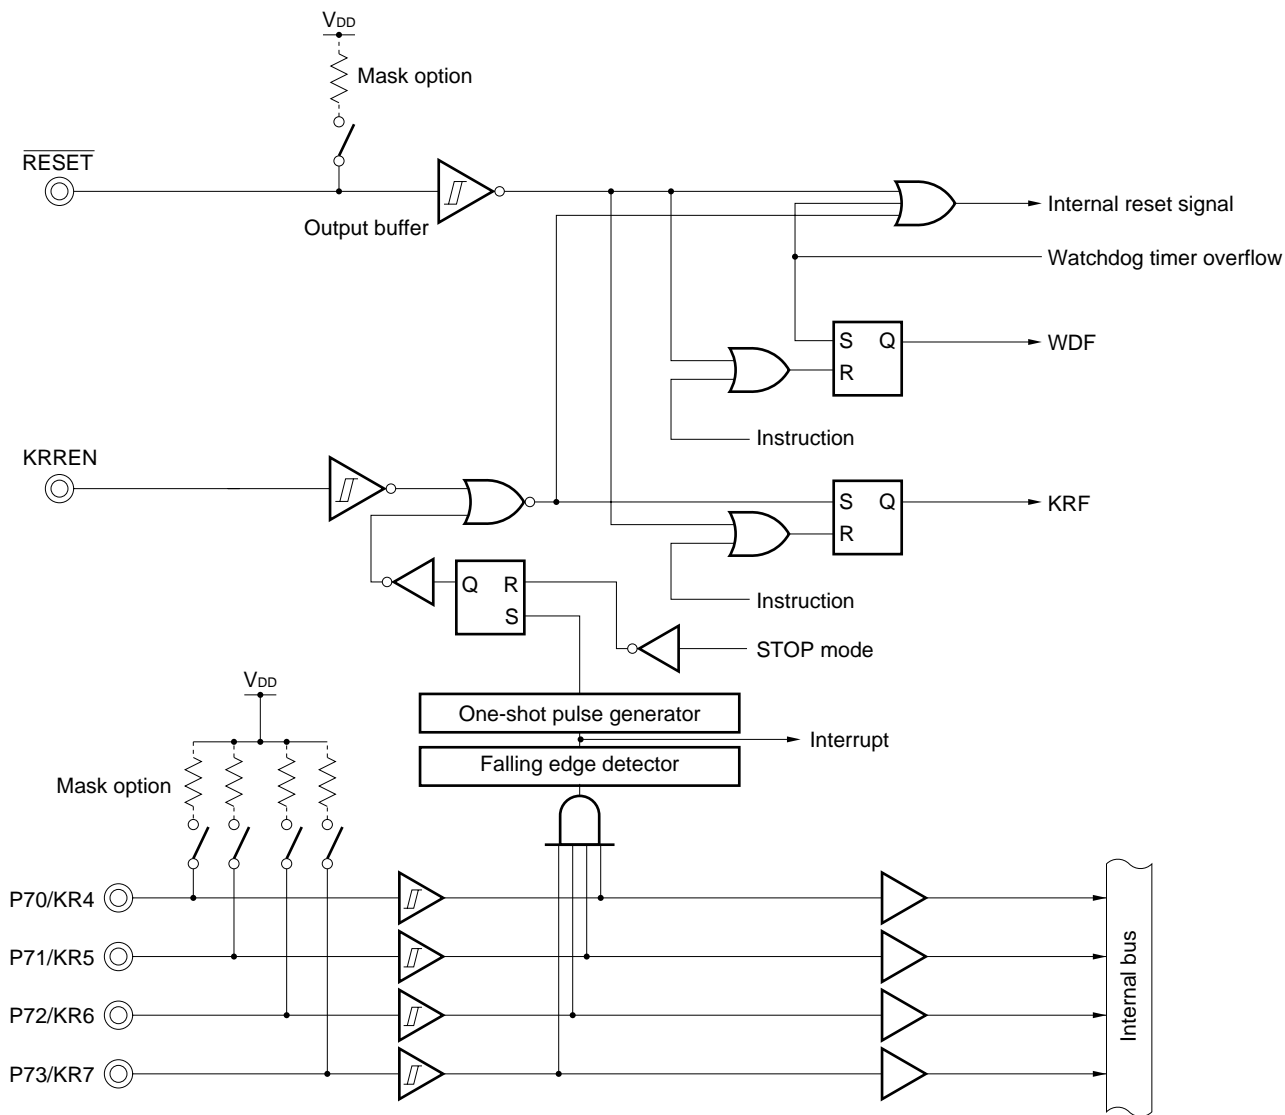 VDD
Mask option
RESET
Output buffer
Internal reset signal
Watchdog timer overflow
S Q
R
WDF
Instruction
KRREN
S Q
R
KRF
Q R
S
Instruction
STOP mode
VDD
One-shot pulse generator
Interrupt
Falling edge detector
Mask option
P70/KR4
P71/KR5
P72/KR6
P73/KR7
Internal bus